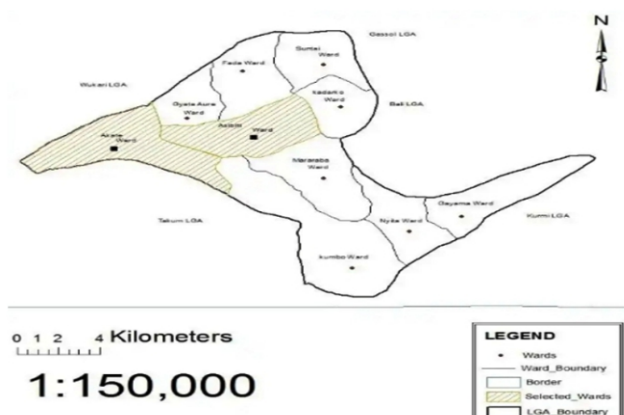 N
Gassol LGA
Suntai
Ward
Fada Ward
Wukari LGA
Kadarko
Ward
Bali LGA
Gyata Aure
Ward
Ward
Ward
Mararaba
Ward
Gayama Ward
Takum LGA
Kurmi LGA
Nyita Ward
kumbo Ward
0 1 2 4 Kilometers
1:150,000
LEGEND
Wards
Ward_Boundary
Border
Selected_Wards
LGA_Boundary